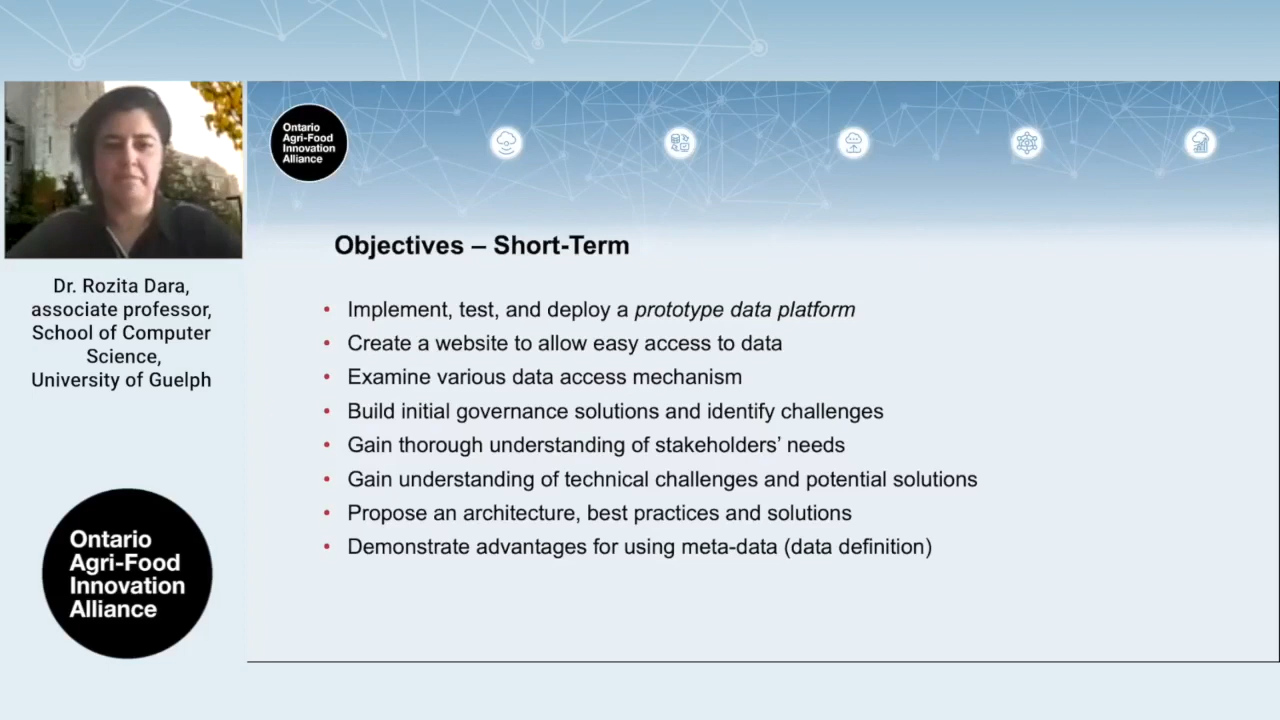 Dr. Rozita Dara,
associate professor,
School of Computer
Science,
University of Guelph
Ontario
Agri-Food
Innovation
Alliance
Ontario
Agri-Food
Innovation
Alliance
Objectives – Short-Term
• Implement, test, and deploy a prototype data platform
• Create a website to allow easy access to data
• Examine various data access mechanism
• Build initial governance solutions and identify challenges
• Gain thorough understanding of stakeholders’ needs
• Gain understanding of technical challenges and potential solutions
• Propose an architecture, best practices and solutions
• Demonstrate advantages for using meta-data (data definition)